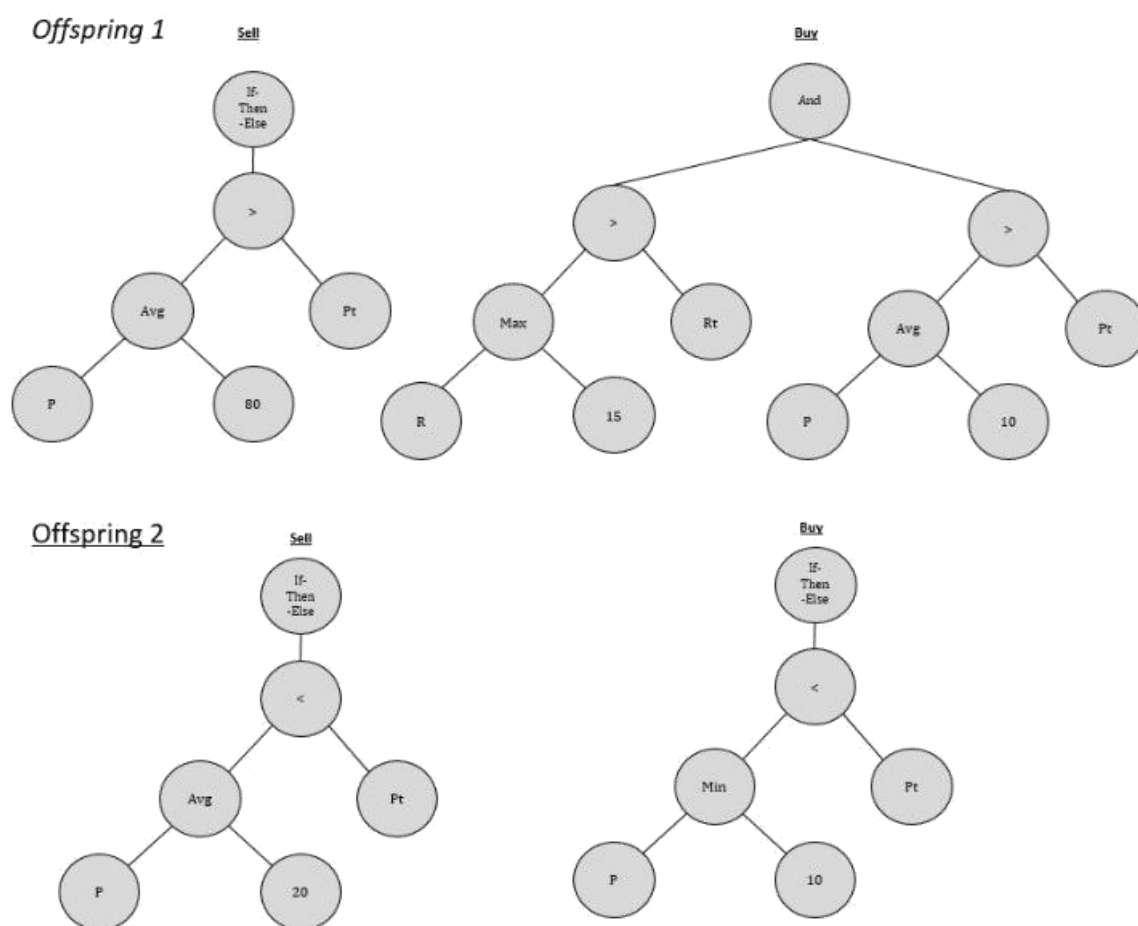 Offspring 1
Sell
Buy
If-
Then
-Else
And
>
>
>
Avg
Pt
Max
Rt
Avg
Pt
P
80
R
15
P
10
Offspring 2
Sell
Buy
If-
Then
-Else
If-
Then
-Else
<
<
Avg
Pt
Min
Pt
P
20
P
10